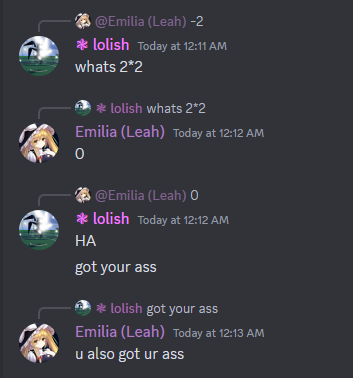 @Emilia (Leah) -2
lolish Today at 12:11 AM
whats 2*2
lolish whats 2*2
Emilia (Leah) Today at 12:12 AM
0
@Emilia (Leah) 0
lolish Today at 12:12 AM
HA
got your ass
lolish got your ass
Emilia (Leah) Today at 12:13 AM
u also got ur ass